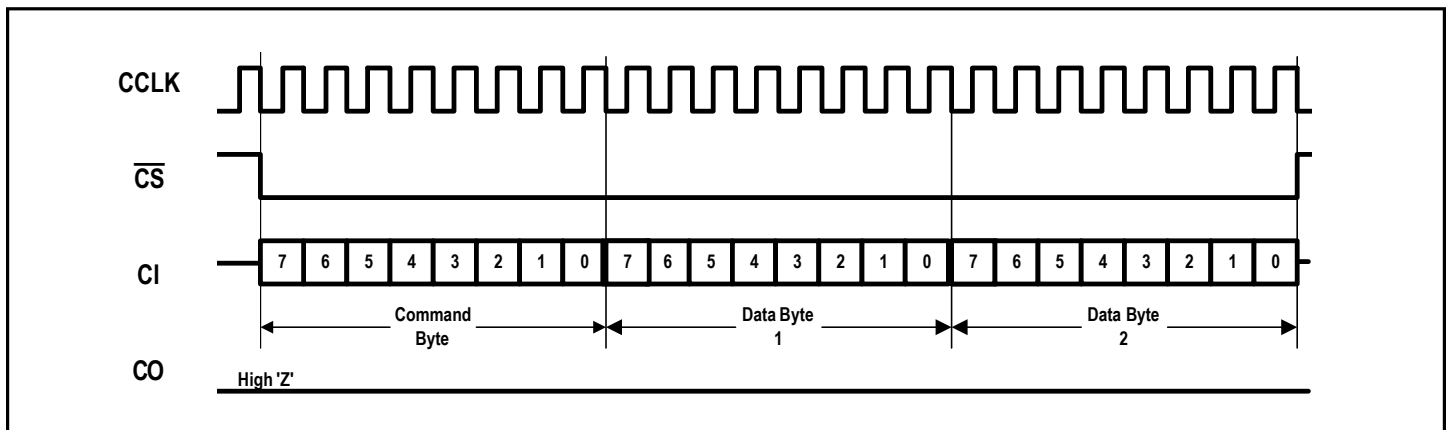 CCLK
C̅S̅
CI
7 6 5 4 3 2 1 0 7 6 5 4 3 2 1 0 7 6 5 4 3 2 1 0
Command
Byte
Data Byte
1
Data Byte
2
CO
High 'Z'